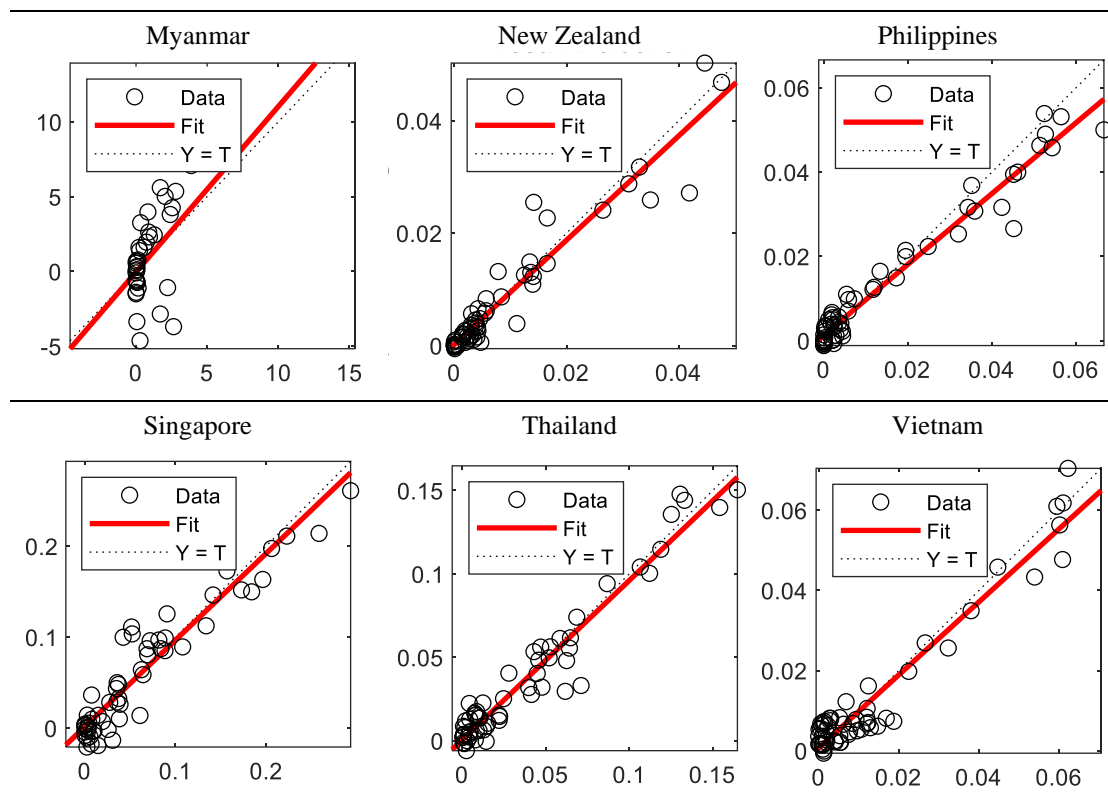 Myanmar
New Zealand
Philippines
Data
Fit
Y = T
10
5
0
-5
0
5
10
15
Data
Fit
Y = T
0.04
0.02
0
0
0.02
0.04
Data
Fit
Y = T
0.06
0.04
0.02
0
0
0.02
0.04
0.06
Singapore
Thailand
Vietnam
Data
Fit
Y = T
0.2
0.1
0
0
0.1
0.2
Data
Fit
Y = T
0.15
0.1
0.05
0
0
0.05
0.1
0.15
Data
Fit
Y = T
0.06
0.04
0.02
0
0
0.02
0.04
0.06